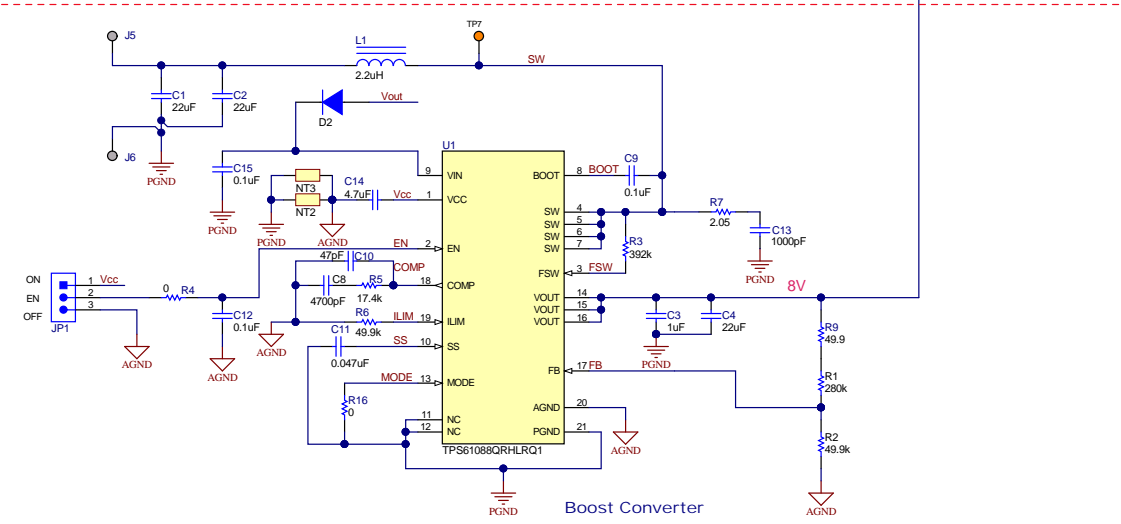 J5
TP7
L1
2.2uH
SW
C1
22uF
C2
22uF
Vout
D2
J6
PGND
C15
0.1uF
PGND
NT3
NT2
PGND
AGND
C14
4.7uF
Vcc
U1
9
VIN
1
VCC
EN
2
EN
47pF
C10
COMP
C8
4700pF
R5
17.4k
18
COMP
R6
49.9k
ILIM
19
ILIM
AGND
C11
0.047uF
SS
10
SS
MODE
13
MODE
R16
0
11
NC
12
NC
TPS61088QRHLRQ1
BOOT
8
BOOT
C9
0.1uF
SW
4
SW
5
SW
6
SW
7
R3
392k
FSW
3
FSW
R7
2.05
C13
1000pF
PGND
VOUT
14
VOUT
15
VOUT
16
8V
C3
1uF
C4
22uF
PGND
R9
49.9
R1
280k
R2
49.9k
AGND
FB
17
FB
AGND
20
PGND
21
AGND
PGND
ON
1
Vcc
EN
2
OFF
3
JP1
0
R4
C12
0.1uF
AGND
AGND
Boost Converter